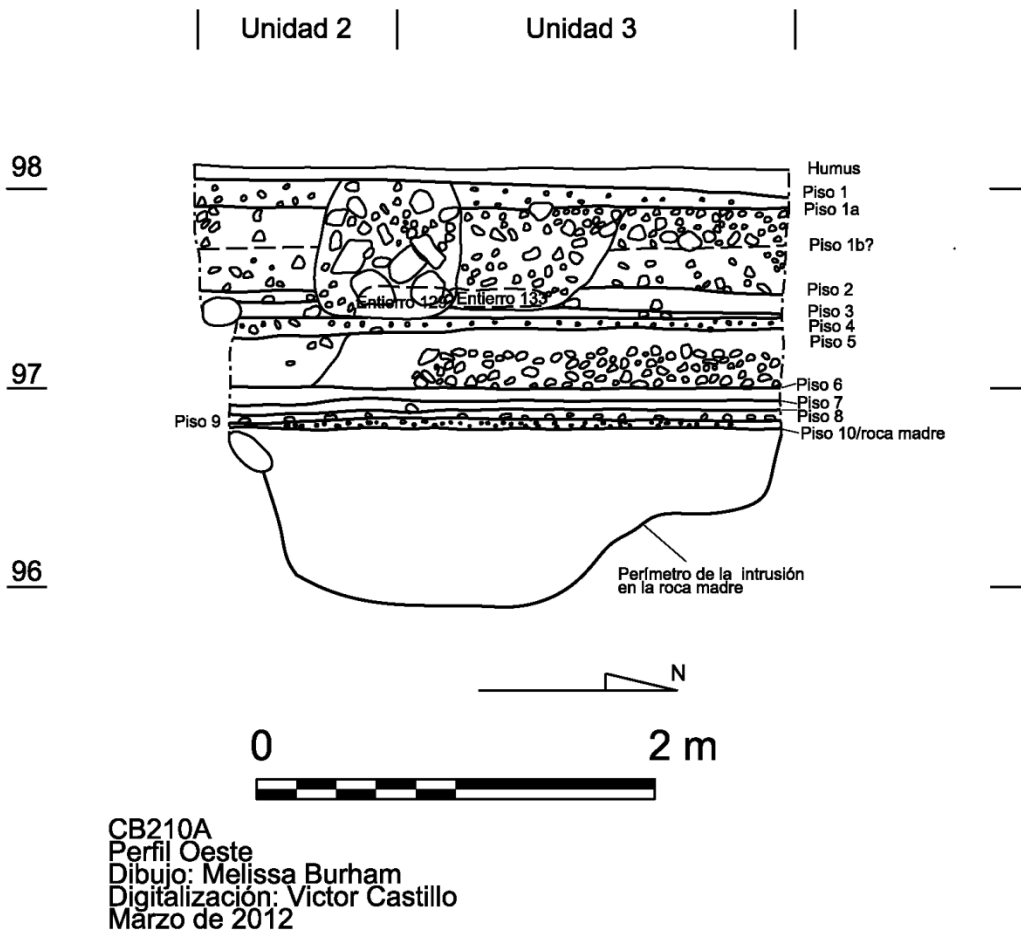 Unidad 2
Unidad 3
98
Humus
Piso 1
Piso 1a
Piso 1b?
Piso 2
Entierro 129
Entierro 133
Piso 3
Piso 4
Piso 5
97
Piso 6
Piso 7
Piso 8
Piso 9
Piso 10/roca madre
96
Perímetro de la intrusión
en la roca madre
N
0
2 m
CB210A
Perfil Oeste
Dibujo: Melissa Burham
Digitalización: Victor Castillo
Marzo de 2012